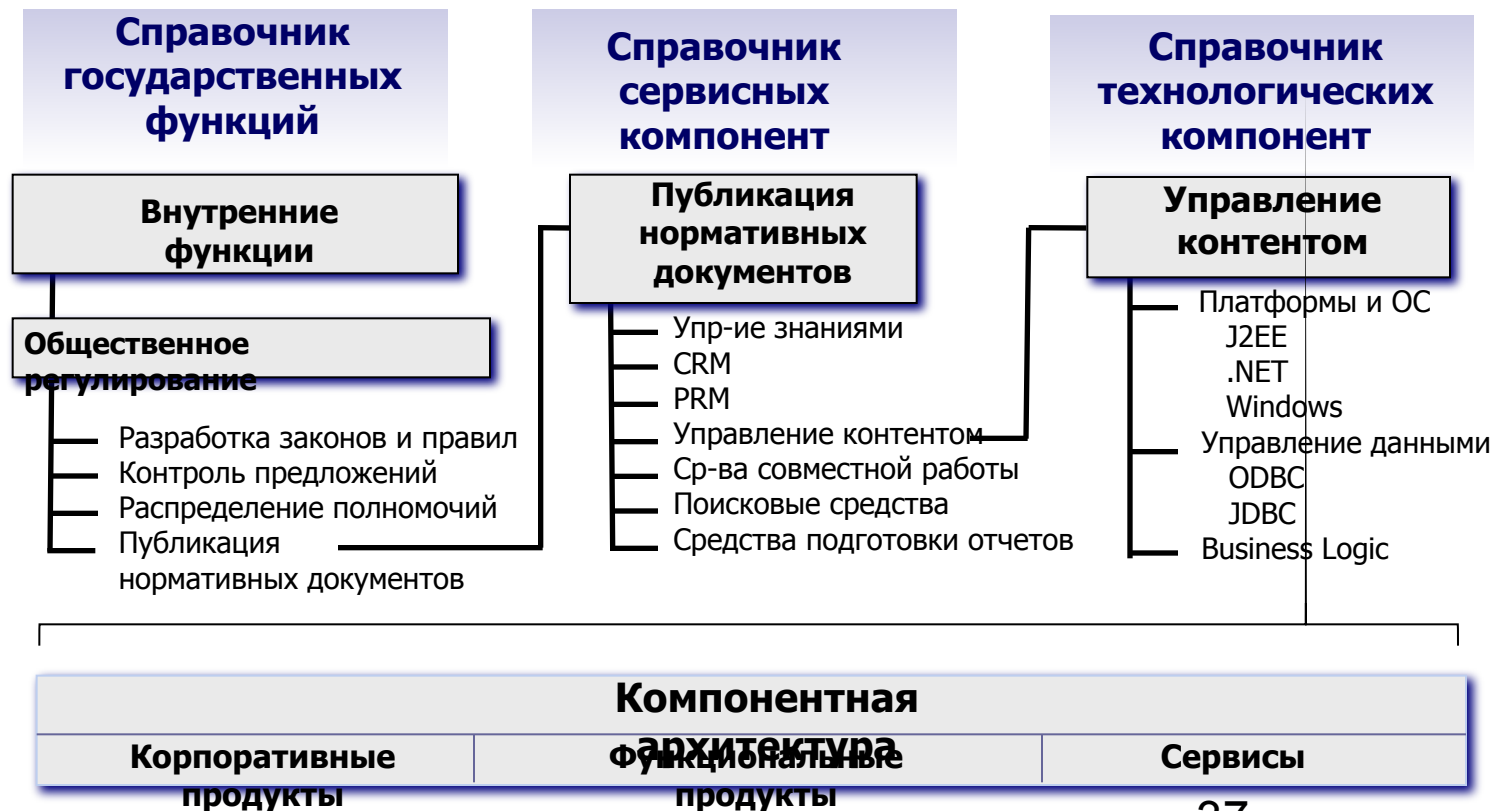 Справочник
государственных
функций
Внутренние
функции
Общественное
регулирование
Разработка законов и правил
Контроль предложений
Распределение полномочий
Публикация
нормативных документов
Справочник
сервисных
компонент
Публикация
нормативных
документов
Упр-ие знаниями
CRM
PRM
Управление контентом
Ср-ва совместной работы
Поисковые средства
Средства подготовки отчетов
Справочник
технологических
компонент
Управление
контентом
Платформы и ОС
J2EE
.NET
Windows
Управление данными
ODBC
JDBC
Business Logic
Компонентная
архитектура
Корпоративные
продукты
Функциональные
продукты
Сервисы
37